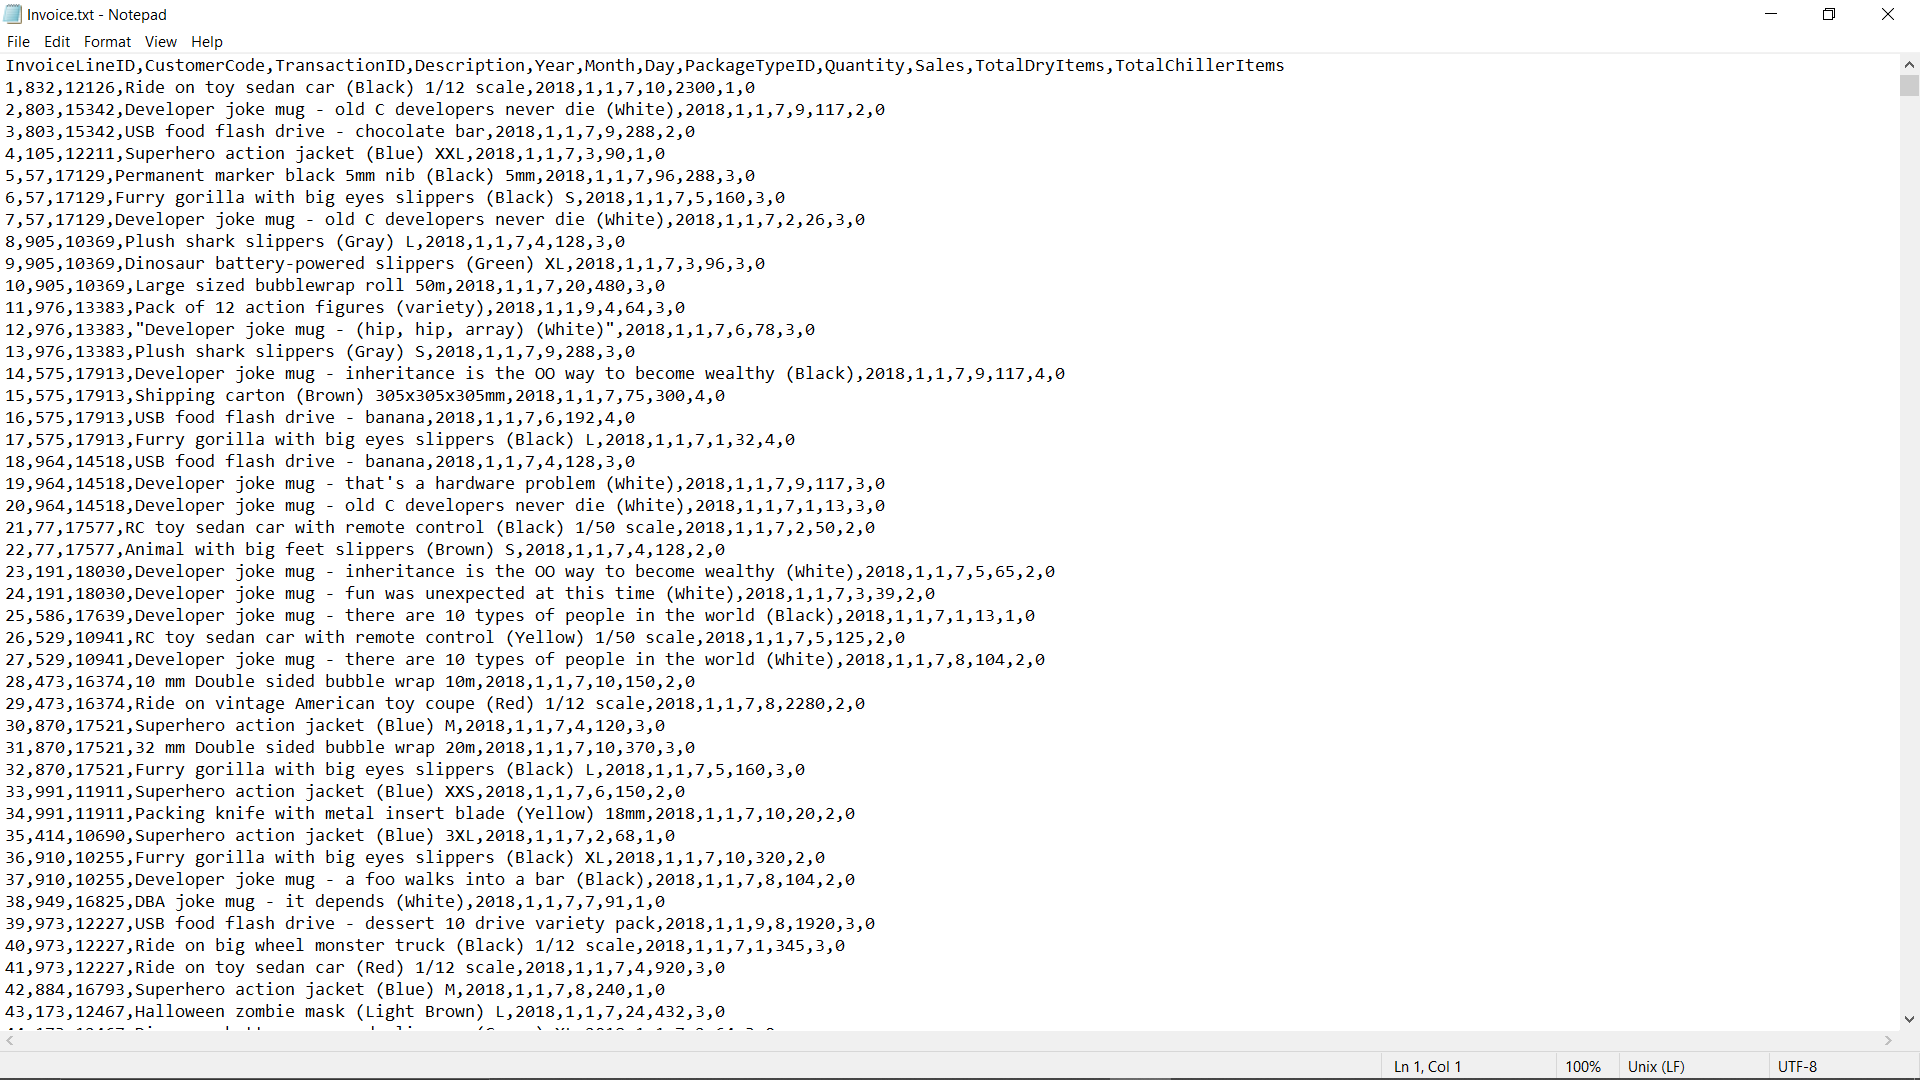 Invoice.txt - Notepad
File Edit Format View Help
InvoiceLineID,CustomerCode,TransactionID,Description,Year,Month,Day,PackageTypeID,Quantity,Sales,TotalDryItems,TotalChillerItems
1,832,12126,Ride on toy sedan car (Black) 1/12 scale,2018,1,1,7,10,2300,1,0
2,803,15342,Developer joke mug - old C developers never die (White),2018,1,1,7,9,117,2,0
3,803,15342,USB food flash drive - chocolate bar,2018,1,1,7,9,288,2,0
4,105,12211,Superhero action jacket (Blue) XXL,2018,1,1,7,3,90,1,0
5,57,17129,Permanent marker black 5mm nib (Black) 5mm,2018,1,1,7,96,288,3,0
6,57,17129,Furry gorilla with big eyes slippers (Black) S,2018,1,1,7,5,160,3,0
7,57,17129,Developer joke mug - old C developers never die (White),2018,1,1,7,2,26,3,0
8,905,10369,Plush shark slippers (Gray) L,2018,1,1,7,4,128,3,0
9,905,10369,Dinosaur battery-powered slippers (Green) XL,2018,1,1,7,3,96,3,0
10,905,10369,Large sized bubblewrap roll 50m,2018,1,1,7,20,480,3,0
11,976,13383,Pack of 12 action figures (variety),2018,1,1,9,4,64,3,0
12,976,13383,"Developer joke mug - (hip, hip, array) (White)",2018,1,1,7,6,78,3,0
13,976,13383,Plush shark slippers (Gray) S,2018,1,1,7,9,288,3,0
14,575,17913,Developer joke mug - inheritance is the OO way to become wealthy (Black),2018,1,1,7,9,117,4,0
15,575,17913,Shipping carton (Brown) 305x305x305mm,2018,1,1,7,75,300,4,0
16,575,17913,USB food flash drive - banana,2018,1,1,7,6,192,4,0
17,575,17913,Furry gorilla with big eyes slippers (Black) L,2018,1,1,7,1,32,4,0
18,964,14518,USB food flash drive - banana,2018,1,1,7,4,128,3,0
19,964,14518,Developer joke mug - that's a hardware problem (White),2018,1,1,7,9,117,3,0
20,964,14518,Developer joke mug - old C developers never die (White),2018,1,1,7,1,13,3,0
21,77,17577,RC toy sedan car with remote control (Black) 1/50 scale,2018,1,1,7,2,50,2,0
22,77,17577,Animal with big feet slippers (Brown) S,2018,1,1,7,4,128,2,0
23,191,18030,Developer joke mug - inheritance is the OO way to become wealthy (White),2018,1,1,7,5,65,2,0
24,191,18030,Developer joke mug - fun was unexpected at this time (White),2018,1,1,7,3,39,2,0
25,586,17639,Developer joke mug - there are 10 types of people in the world (Black),2018,1,1,7,1,13,1,0
26,529,10941,RC toy sedan car with remote control (Yellow) 1/50 scale,2018,1,1,7,5,125,2,0
27,529,10941,Developer joke mug - there are 10 types of people in the world (White),2018,1,1,7,8,104,2,0
28,473,16374,10 mm Double sided bubble wrap 10m,2018,1,1,7,10,150,2,0
29,473,16374,Ride on vintage American toy coupe (Red) 1/12 scale,2018,1,1,7,8,2280,2,0
30,870,17521,Superhero action jacket (Blue) M,2018,1,1,7,4,120,3,0
31,870,17521,32 mm Double sided bubble wrap 20m,2018,1,1,7,10,370,3,0
32,870,17521,Furry gorilla with big eyes slippers (Black) L,2018,1,1,7,5,160,3,0
33,991,11911,Superhero action jacket (Blue) XXS,2018,1,1,7,6,150,2,0
34,991,11911,Packing knife with metal insert blade (Yellow) 18mm,2018,1,1,7,10,20,2,0
35,414,10690,Superhero action jacket (Blue) 3XL,2018,1,1,7,2,68,1,0
36,910,10255,Furry gorilla with big eyes slippers (Black) XL,2018,1,1,7,10,320,2,0
37,910,10255,Developer joke mug - a foo walks into a bar (Black),2018,1,1,7,8,104,2,0
38,949,16825,DBA joke mug - it depends (White),2018,1,1,7,7,91,1,0
39,973,12227,USB food flash drive - dessert 10 drive variety pack,2018,1,1,9,8,1920,3,0
40,973,12227,Ride on big wheel monster truck (Black) 1/12 scale,2018,1,1,7,1,345,3,0
41,973,12227,Ride on toy sedan car (Red) 1/12 scale,2018,1,1,7,4,920,3,0
42,884,16793,Superhero action jacket (Blue) M,2018,1,1,7,8,240,1,0
43,173,12467,Halloween zombie mask (Light Brown) L,2018,1,1,7,24,432,3,0
Ln 1, Col 1 100% Unix (LF) UTF-8